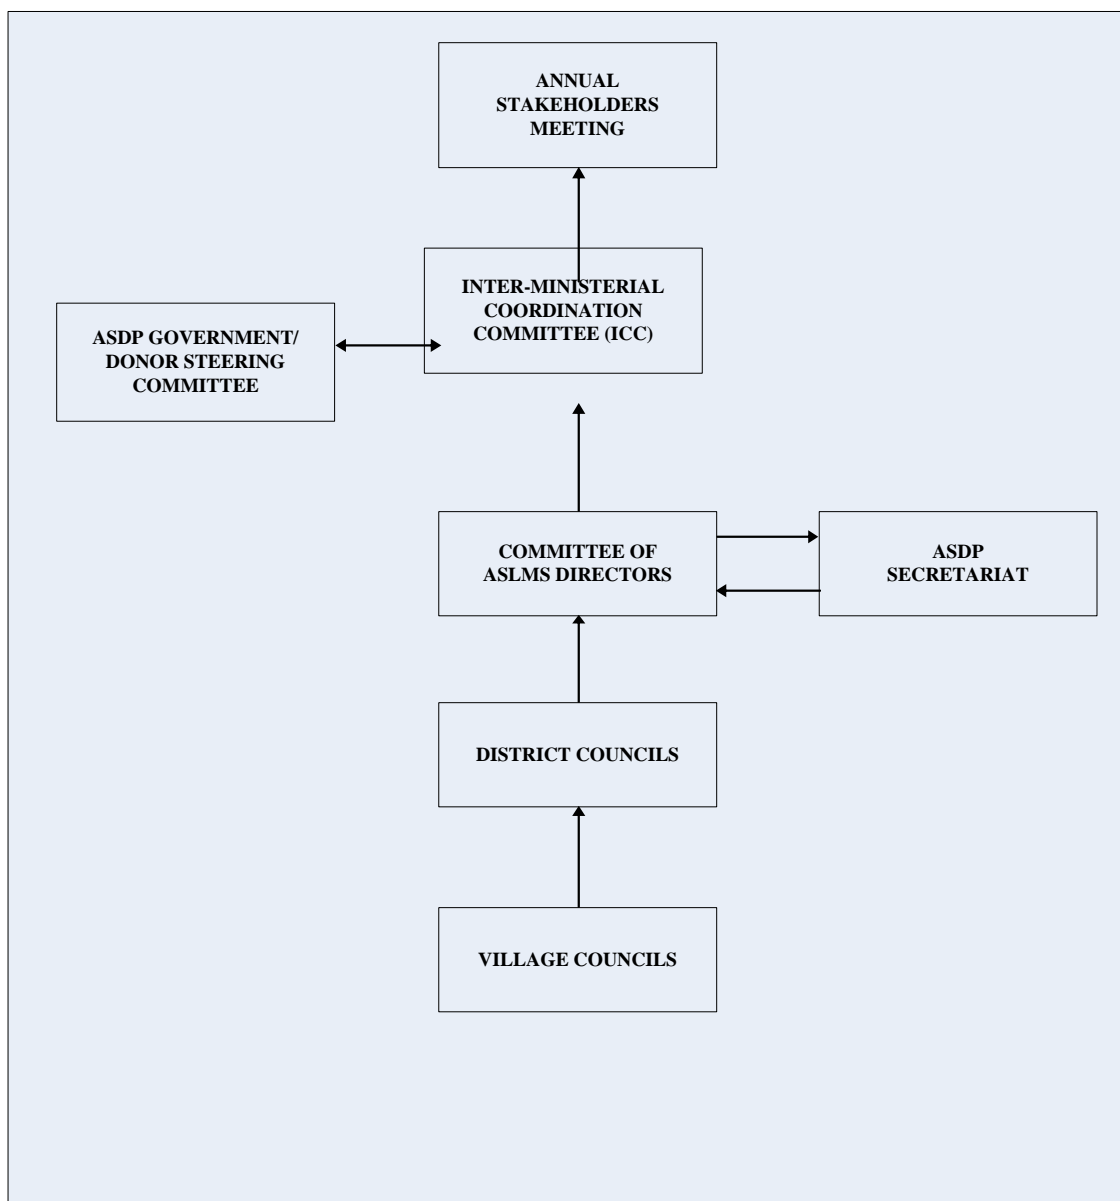 ANNUAL
STAKEHOLDERS
MEETING
INTER-MINISTERIAL
COORDINATION
COMMITTEE (ICC)
ASDP GOVERNMENT/
DONOR STEERING
COMMITTEE
COMMITTEE OF
ASLMS DIRECTORS
ASDP
SECRETARIAT
DISTRICT COUNCILS
VILLAGE COUNCILS